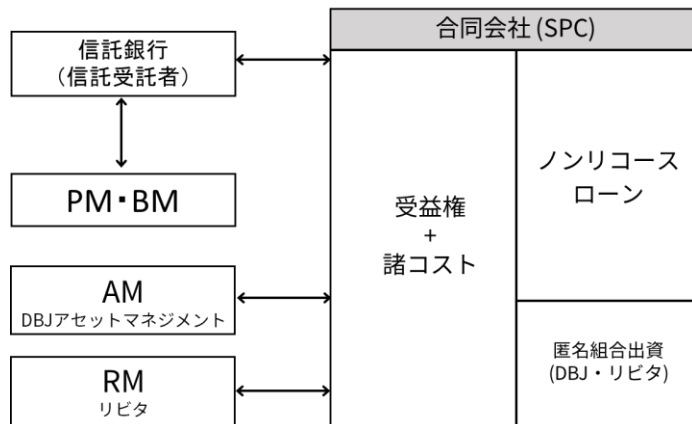 合同会社 (SPC)
信託銀行
（信託受託者）
PM・BM
AM
DBJアセットマネジメント
RM
リビタ
受益権
+
諸コスト
ノンリコース
ローン
匿名組合出資
(DBJ・リビタ)